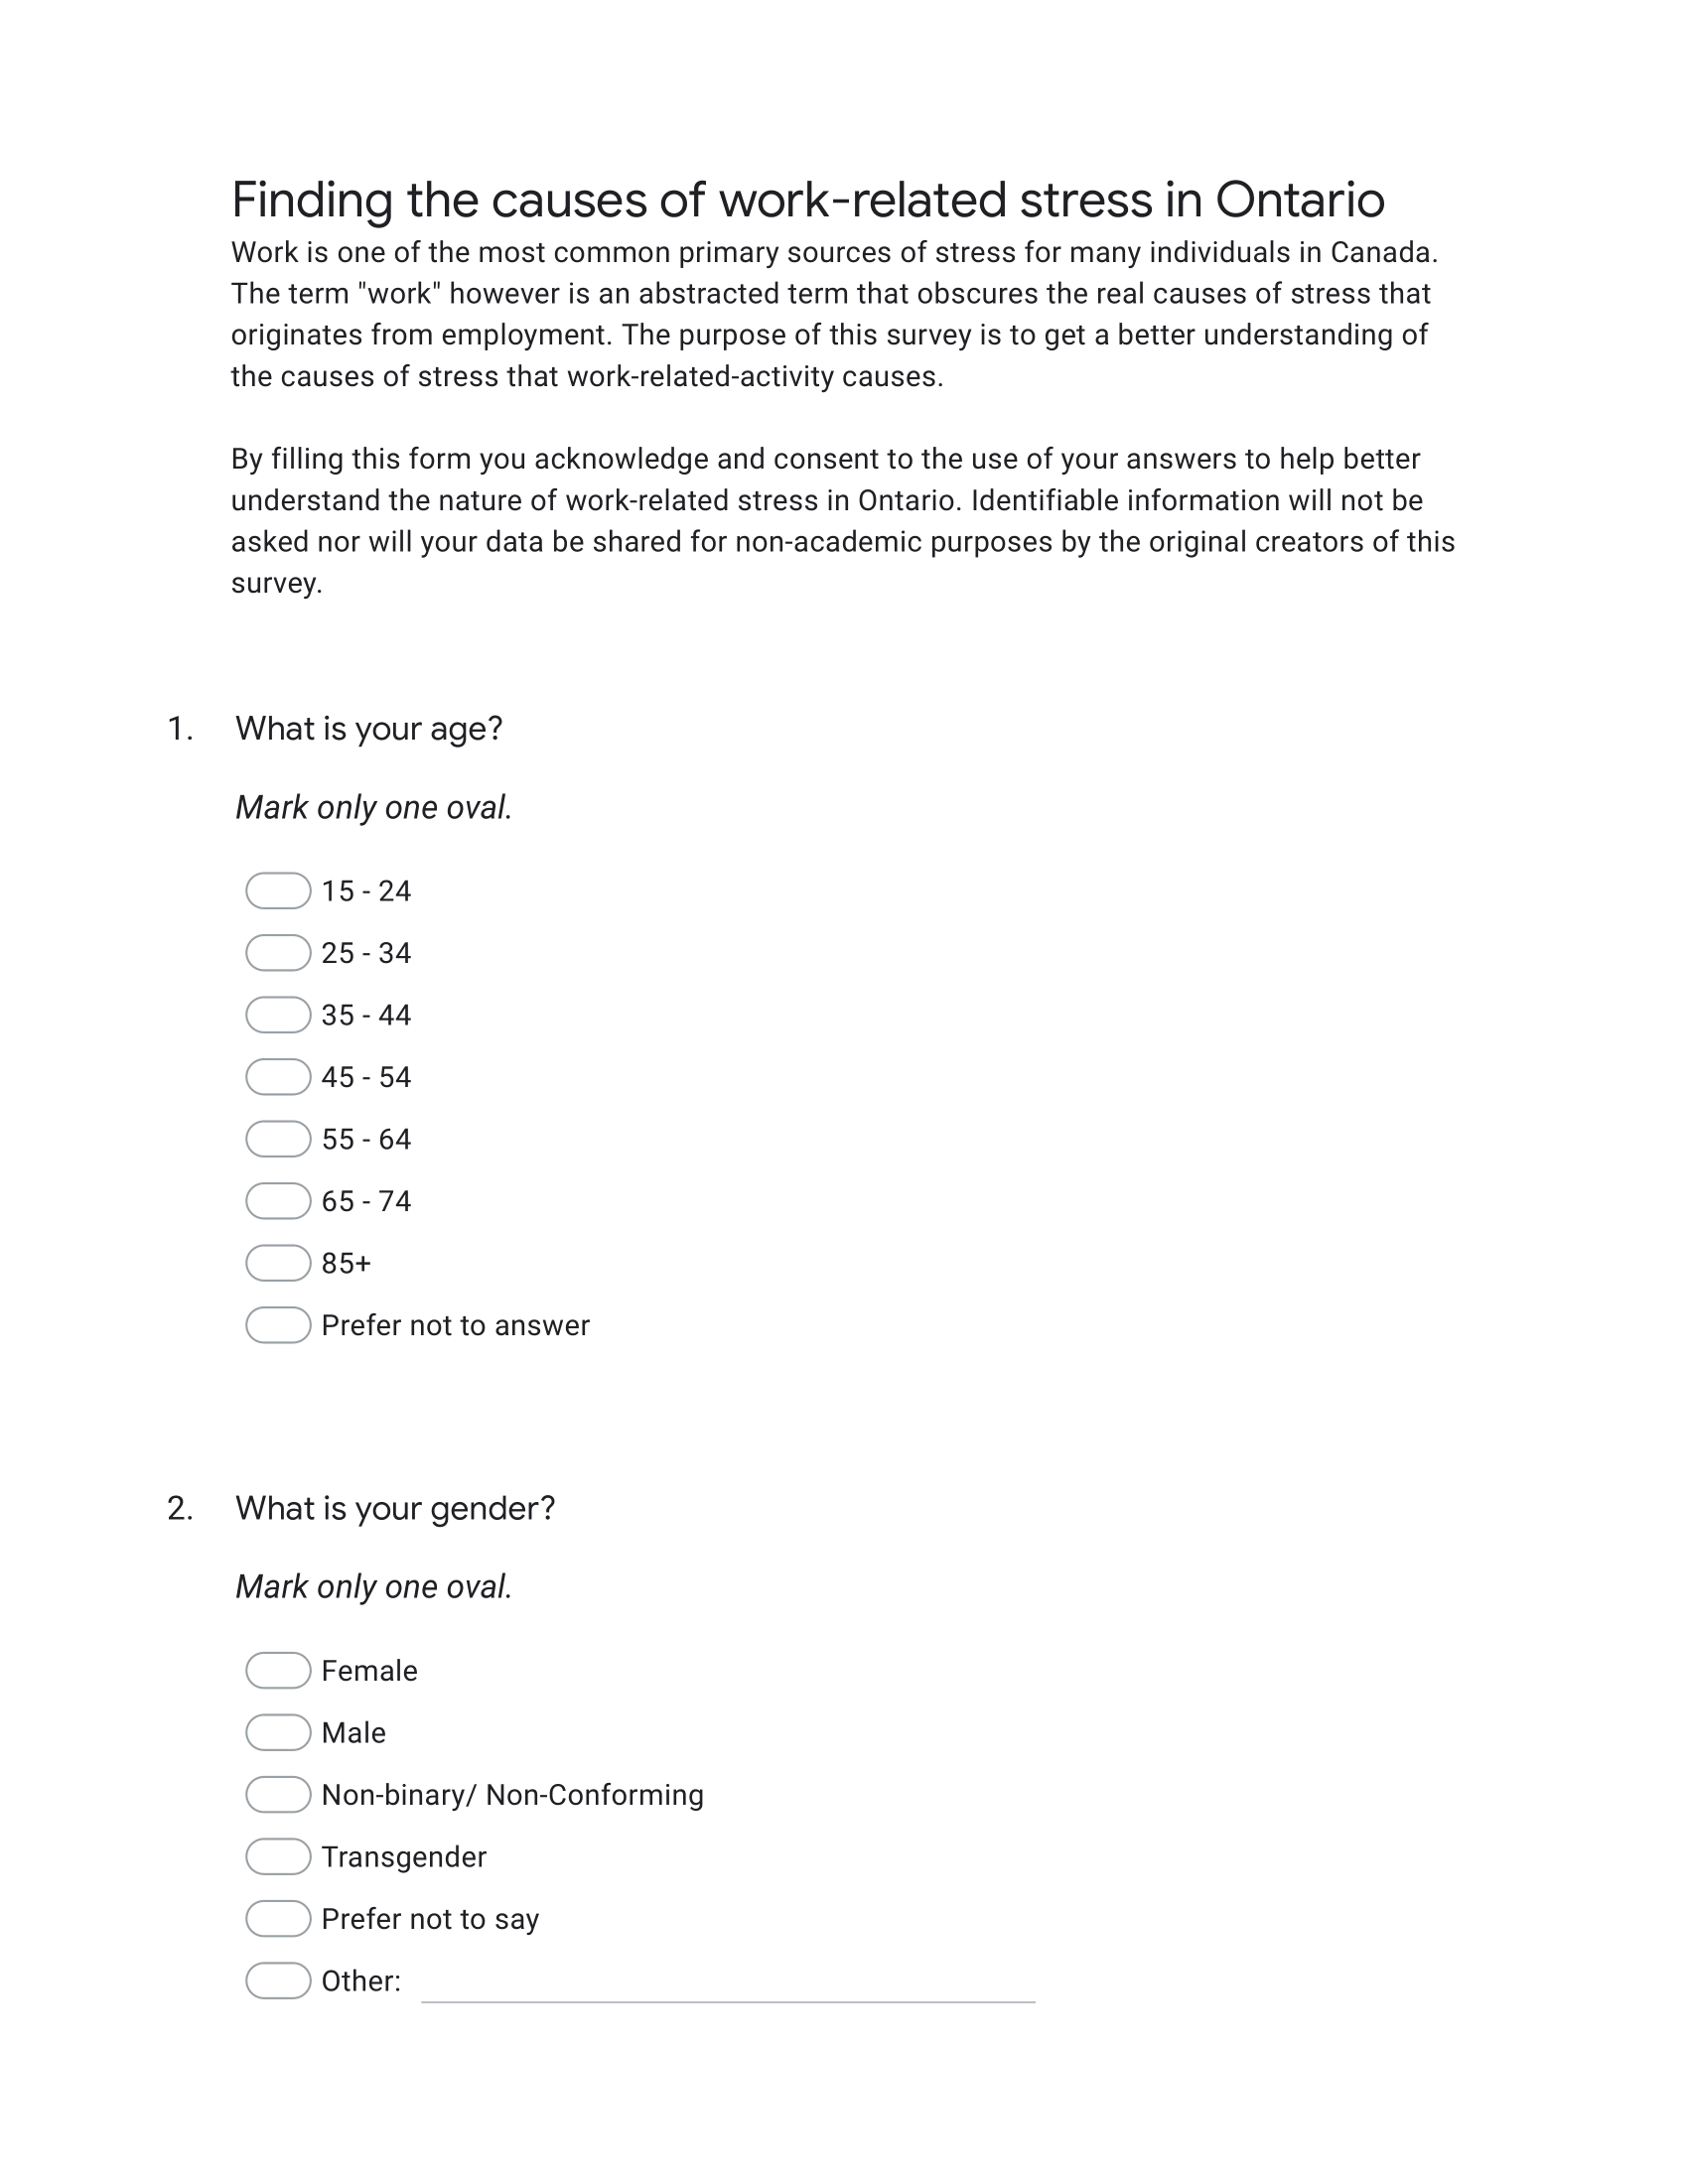 Finding the causes of work-related stress in Ontario
Work is one of the most common primary sources of stress for many individuals in Canada.
The term "work" however is an abstracted term that obscures the real causes of stress that
originates from employment. The purpose of this survey is to get a better understanding of
the causes of stress that work-related-activity causes.
By filling this form you acknowledge and consent to the use of your answers to help better
understand the nature of work-related stress in Ontario. Identifiable information will not be
asked nor will your data be shared for non-academic purposes by the original creators of this
survey.
1. What is your age?
Mark only one oval.
15 - 24
25 - 34
35 - 44
45 - 54
55 - 64
65 - 74
85+
Prefer not to answer
2. What is your gender?
Mark only one oval.
Female
Male
Non-binary/ Non-Conforming
Transgender
Prefer not to say
Other: